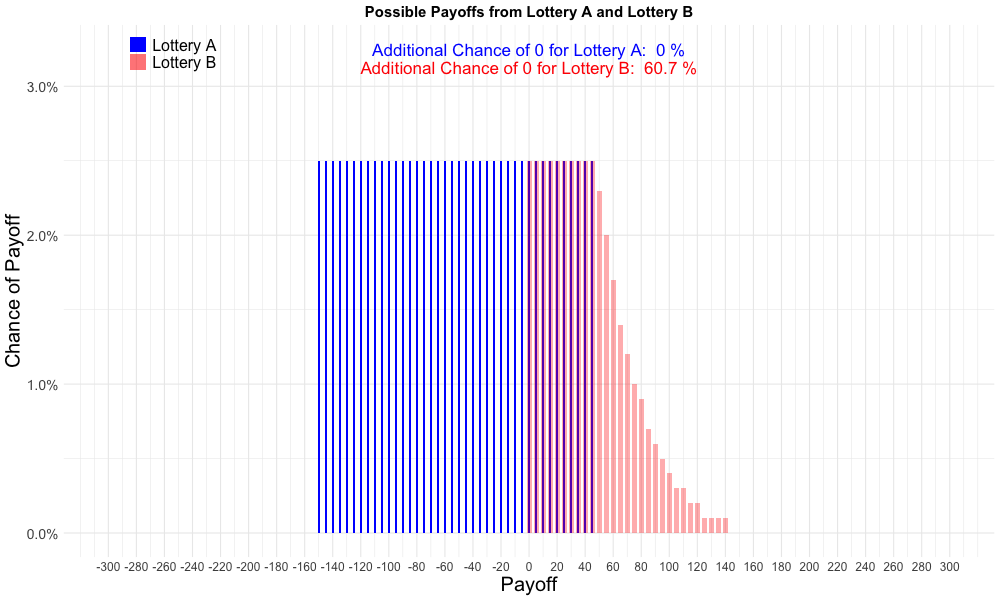 Possible Payoffs from Lottery A and Lottery B
Lottery A
Lottery B
Additional Chance of 0 for Lottery A:  0 %
Additional Chance of 0 for Lottery B:  60.7 %
Chance of Payoff
3.0%
2.0%
1.0%
0.0%
-300 -280 -260 -240 -220 -200 -180 -160 -140 -120 -100 -80 -60 -40 -20 0 20 40 60 80 100 120 140 160 180 200 220 240 260 280 300
Payoff